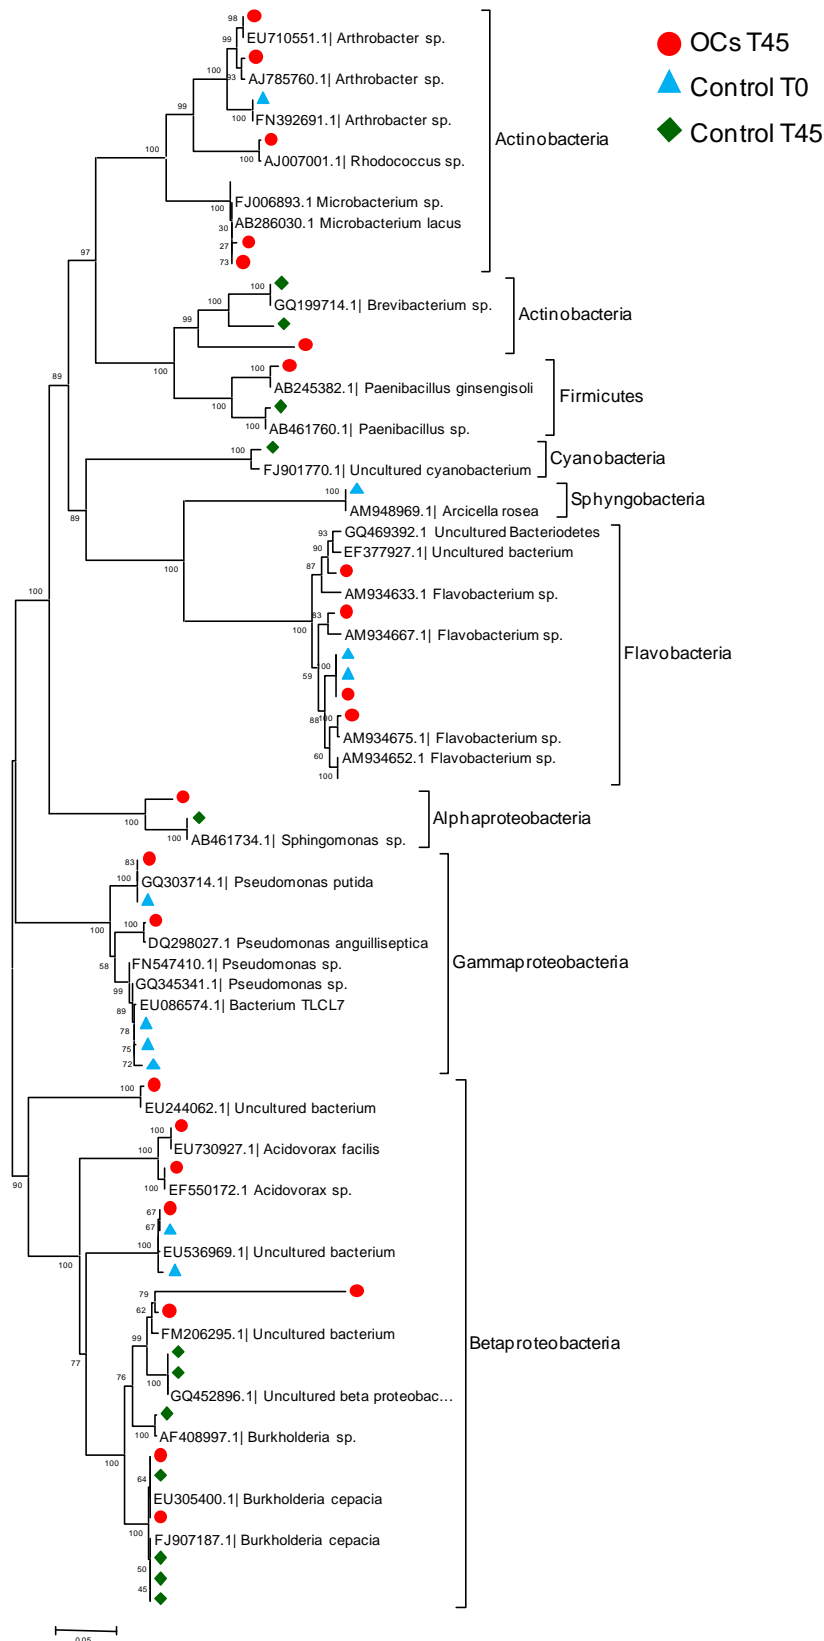 OCs T45
Control T0
Control T45
98
EU710551.1| Arthrobacter sp.
99
93
AJ785760.1| Arthrobacter sp.
100
100
FN392691.1| Arthrobacter sp.
99
100
AJ007001.1| Rhodococcus sp.
Actinobacteria
100
FJ006893.1 Microbacterium sp.
100
AB286030.1 Microbacterium lacus
30
27
73
97
100
GQ199714.1| Brevibacterium sp.
100
99
Actinobacteria
100
100
AB245382.1| Paenibacillus ginsengisoli
100
Firmicutes
100
AB461760.1| Paenibacillus sp.
89
100
FJ901770.1| Uncultured cyanobacterium
Cyanobacteria
89
100
AM948969.1| Arcicella rosea
Sphyngobacteria
100
93
GQ469392.1 Uncultured Bacteriodetes
90
EF377927.1| Uncultured bacterium
87
AM934633.1 Flavobacterium sp.
83
100
AM934667.1| Flavobacterium sp.
Flavobacteria
100
59
88
100
AM934675.1| Flavobacterium sp.
60
AM934652.1 Flavobacterium sp.
100
100
100
100
AB461734.1| Sphingomonas sp.
Alphaproteobacteria
83
100
GQ303714.1| Pseudomonas putida
100
100
DQ298027.1 Pseudomonas anguilliseptica
58
FN547410.1| Pseudomonas sp.
99
GQ345341.1| Pseudomonas sp.
89
EU086574.1| Bacterium TLCL7
78
75
72
Gammaproteobacteria
90
100
EU244062.1| Uncultured bacterium
100
EU730927.1| Acidovorax facilis
100
100
EF550172.1 Acidovorax sp.
100
67
67
100
EU536969.1| Uncultured bacterium
77
79
62
FM206295.1| Uncultured bacterium
99
100
GQ452896.1| Uncultured beta proteobac...
76
100
AF408997.1| Burkholderia sp.
100
64
EU305400.1| Burkholderia cepacia
100
FJ907187.1| Burkholderia cepacia
50
45
Betaproteobacteria
0.05